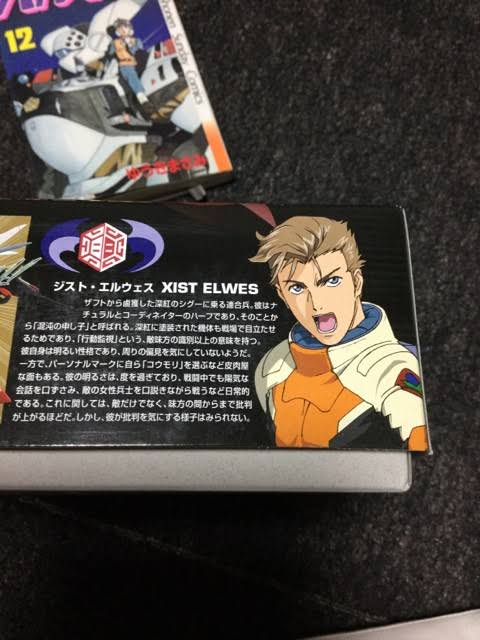 12
Shonen Sunday Comics
ゆうきまさみ
ジスト・エルウェス XIST ELWES
ザフトから鹵獲した深紅のシグーに乗る連合兵。彼はナ
チュラルとコーディネイターのハーフであり、そのことか
ら「混沌の申し子」と呼ばれる。深紅に塗装された機体も戦場で目立たせ
るためであり、「行動監視」という、敵味方の識別以上の意味を持つ。
彼自身は明るい性格であり、周りの偏見を気にしていないようだ。
一方で、パーソナルマークに自ら「コウモリ」を選ぶなど皮肉屋
な面もある。彼の明るさは、度を過ぎており、戦闘中でも陽気な
会話を口ずさみ、敵の女性兵士を口説きながら戦うなど日常的
である。これに関しては、敵だけでなく、味方の間からまで批判
が上がるほどだ。しかし、彼が批判を気にする様子はみられない。